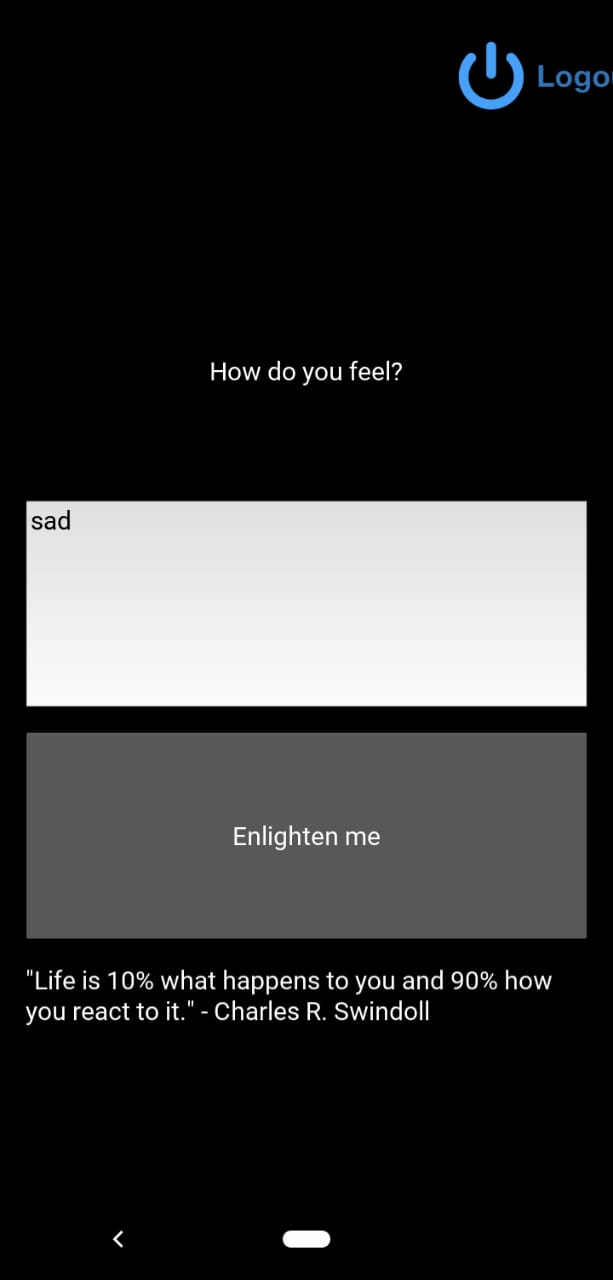 Logou
How do you feel?
sad
Enlighten me
"Life is 10% what happens to you and 90% how
you react to it." - Charles R. Swindoll